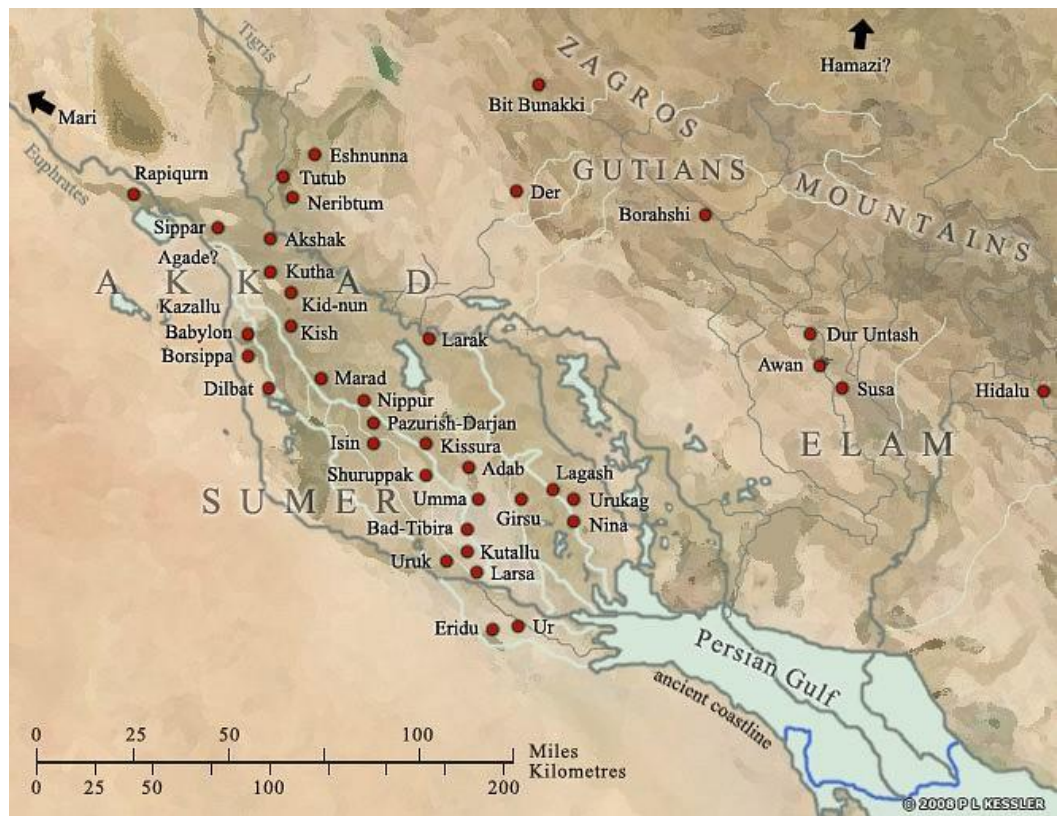 Tigris
ZAGROS
Hamazi?
Bit Bunakki
Mari
Euphrates
Eshnunna
Tutub
Neribtum
Rapiqurn
GUTIANS
MOUNTAINS
Der
Borahshi
Sippar
Agade?
Akshak
AKKAD
Kutha
Kid-nun
Kazallu
Babylon
Kish
Borsippa
Larak
Dur Untash
Awan
Dilbat
Marad
Susa
Hidalu
Nippur
Pazurish-Darjan
Isin
Kissura
ELAM
Shuruppak
Adab
Lagash
SUMER
Umma
Girsu
Urukag
Nina
Bad-Tibira
Kutallu
Uruk
Larsa
Eridu
Ur
Persian Gulf
ancient coastline
0 25 50 100
Miles
Kilometres
0 25 50 100 200
© 2008 P L KESSLER